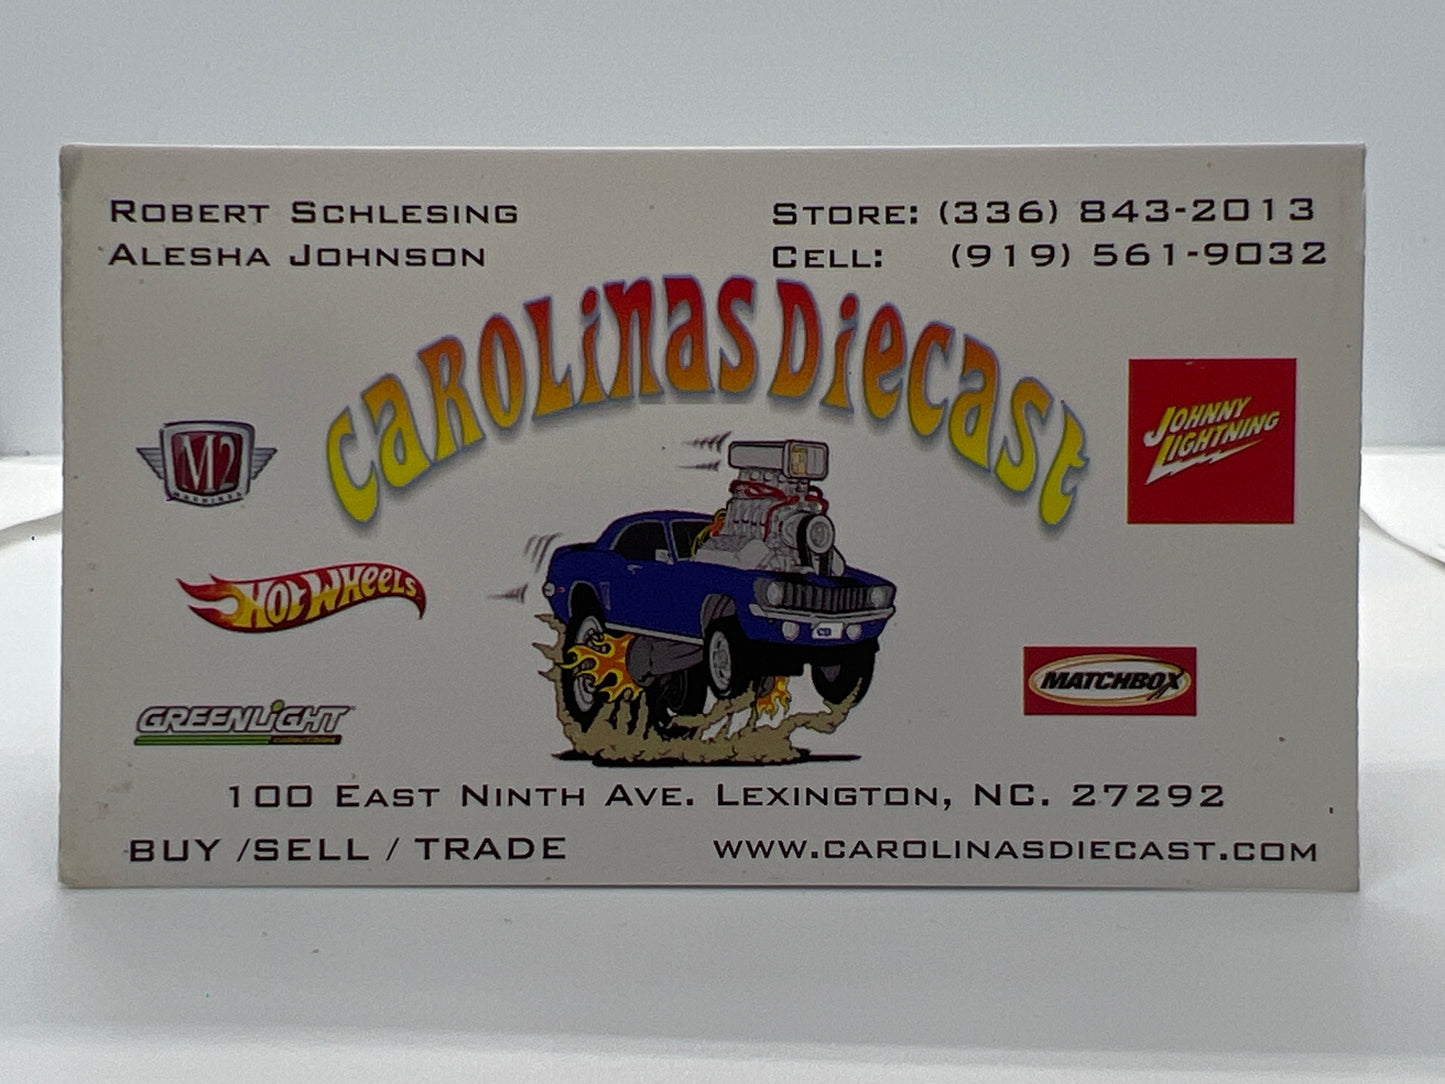 ROBERT SCHLESING
ALESHA JOHNSON
STORE: (336) 843-2013
CELL: (919) 561-9032
CAROLiNAS DiECAST
M2
MACHINES
JOHNNY
LIGHTNING
HOT WHEELS
MATCHBOX
GREENLiGHT
100 EAST NINTH AVE. LEXINGTON, NC. 27292
BUY /SELL / TRADE
WWW.CAROLINASDIECAST.COM